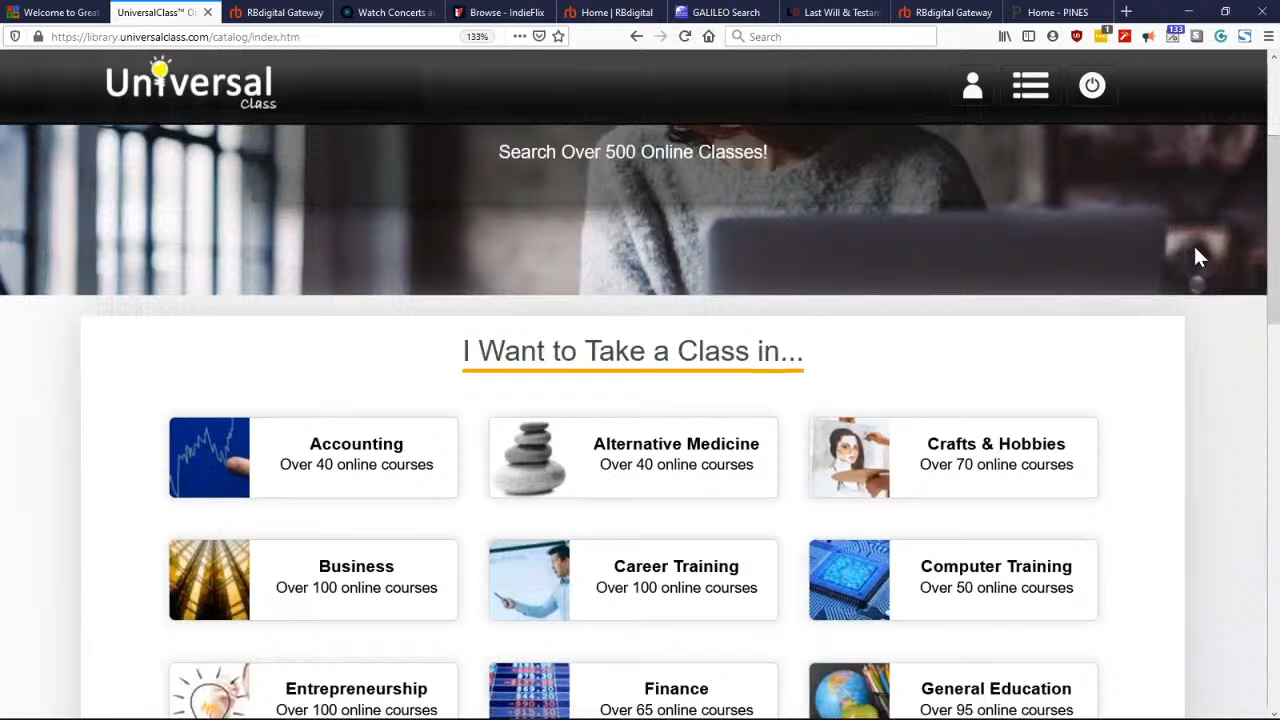 Welcome to Great
UniversalClass™ On
RBdigital Gateway
Watch Concerts an
Browse - IndieFlix
Home | RBdigital
GALILEO Search
Last Will & Testam
RBdigital Gateway
Home - PINES
https://library.universalclass.com/catalog/index.htm
133%
Search
1
133
Universal
Class
Search Over 500 Online Classes!
I Want to Take a Class in...
Accounting
Over 40 online courses
Alternative Medicine
Over 40 online courses
Crafts & Hobbies
Over 70 online courses
Business
Over 100 online courses
Career Training
Over 100 online courses
Computer Training
Over 50 online courses
Entrepreneurship
Over 100 online courses
Finance
Over 65 online courses
General Education
Over 95 online courses